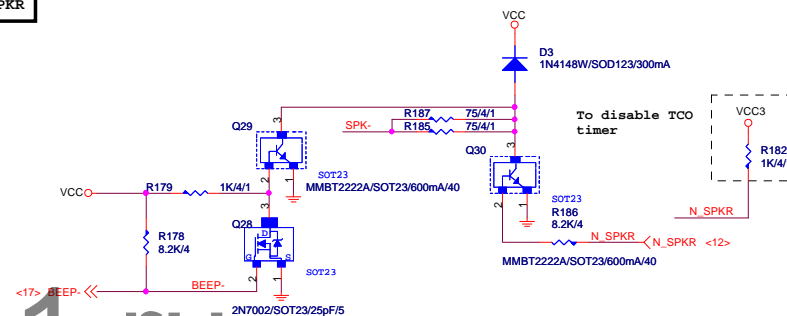 PKR
VCC
D3
1N4148W/SOD123/300mA
Q29
3
SPK-
R187 75/4/1
R185 75/4/1
To disable TCO
timer
VCC3
R182
1K/4/
Q30
3
SOT23
2
1
MMBT2222A/SOT23/600mA/40
VCC
R179
1K/4/1
3
SOT23
2
1
R186
8.2K/4
N_SPKR
N_SPKR
N_SPKR <12>
Q28
D
G
S
R178
8.2K/4
SOT23
MMBT2222A/SOT23/600mA/40
2
1
<17> BEEP-
BEEP-
2N7002/SOT23/25pF/5